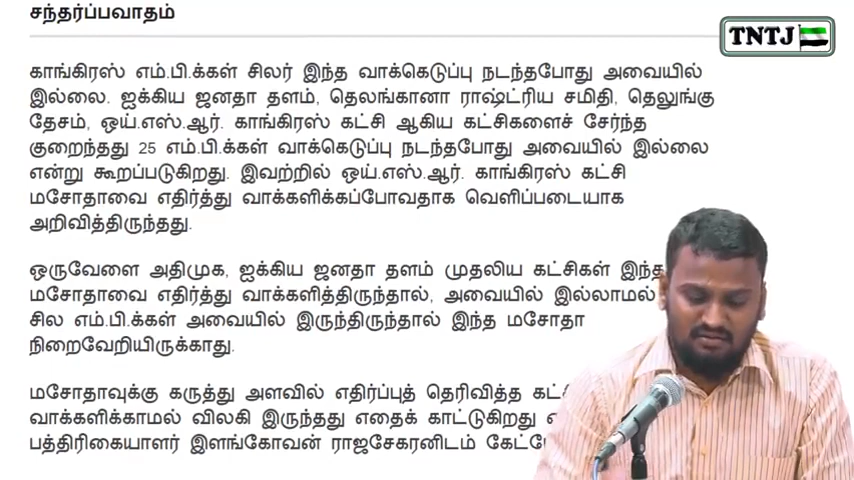 சந்தர்ப்பவாதம்
TNTJ
காங்கிரஸ் எம்.பி.க்கள் சிலர் இந்த வாக்கெடுப்பு நடந்தபோது அவையில்
இல்லை. ஐக்கிய ஜனதா தளம், தெலங்கானா ராஷ்ட்ரிய சமிதி, தெலுங்கு
தேசம், ஒய்.எஸ்.ஆர். காங்கிரஸ் கட்சி ஆகிய கட்சிகளைச் சேர்ந்த
குறைந்தது 25 எம்.பி.க்கள் வாக்கெடுப்பு நடந்தபோது அவையில் இல்லை
என்று கூறப்படுகிறது. இவற்றில் ஒய்.எஸ்.ஆர். காங்கிரஸ் கட்சி
மசோதாவை எதிர்த்து வாக்களிக்கப்போவதாக வெளிப்படையாக
அறிவித்திருந்தது.
ஒருவேளை அதிமுக, ஐக்கிய ஜனதா தளம் முதலிய கட்சிகள் இந்த
மசோதாவை எதிர்த்து வாக்களித்திருந்தால், அவையில் இல்லாமல்
சில எம்.பி.க்கள் அவையில் இருந்திருந்தால் இந்த மசோதா
நிறைவேறியிருக்காது.
மசோதாவுக்கு கருத்து அளவில் எதிர்ப்புத் தெரிவித்த
வாக்களிக்காமல் விலகி இருந்தது எதைக் காட்டுகிறது
பத்திரிகையாளர் இளங்கோவன் ராஜசேகரனிடம்